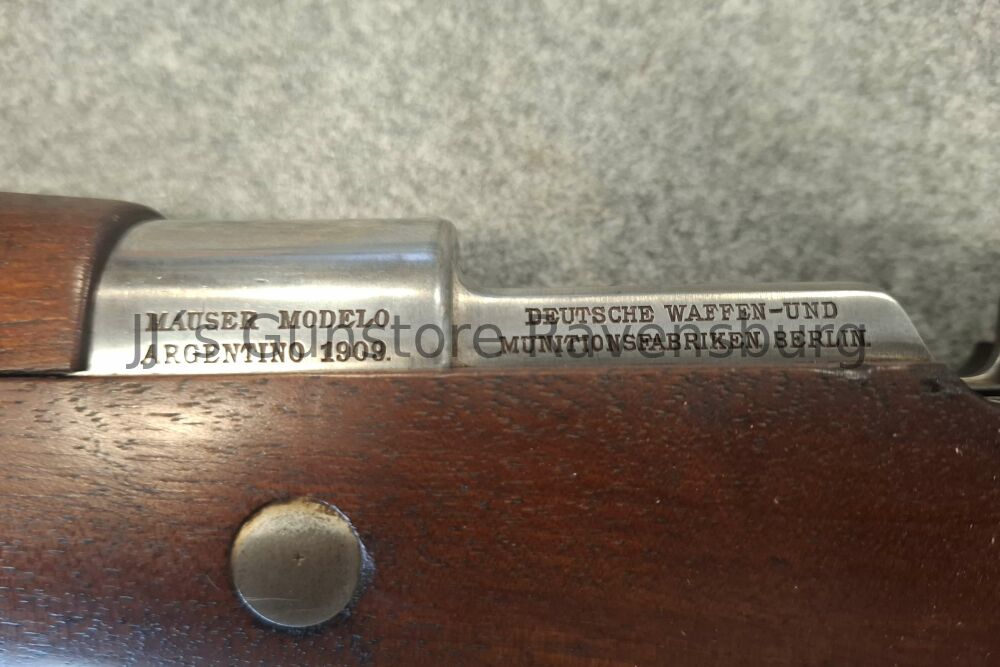 MAUSER MODELO
ARGENTINO 1909.
DEUTSCHE WAFFEN-UND
MUNITIONSFABRIKEN BERLIN.
JJ's Gunstore Ravensburg